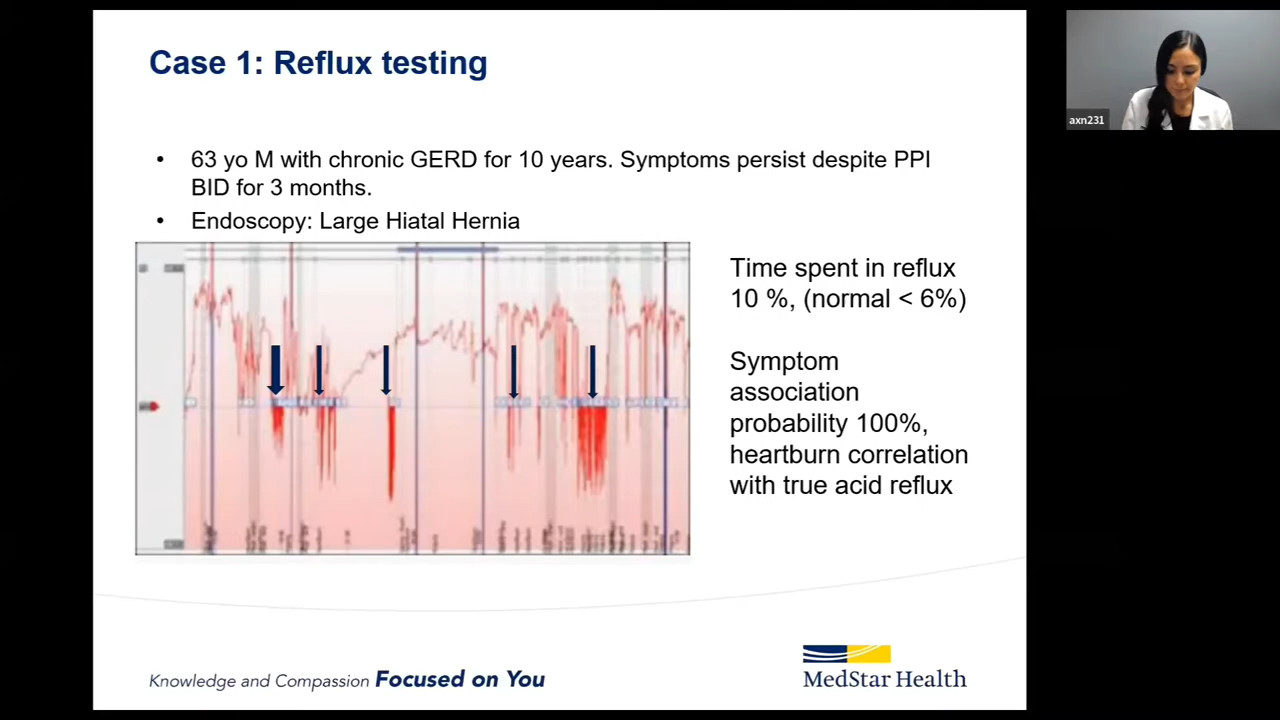 Case 1: Reflux testing
axn231
• 63 yo M with chronic GERD for 10 years. Symptoms persist despite PPI
BID for 3 months.
• Endoscopy: Large Hiatal Hernia
Time spent in reflux
10 %, (normal < 6%)
Symptom
association
probability 100%,
heartburn correlation
with true acid reflux
Knowledge and Compassion Focused on You
MedStar Health